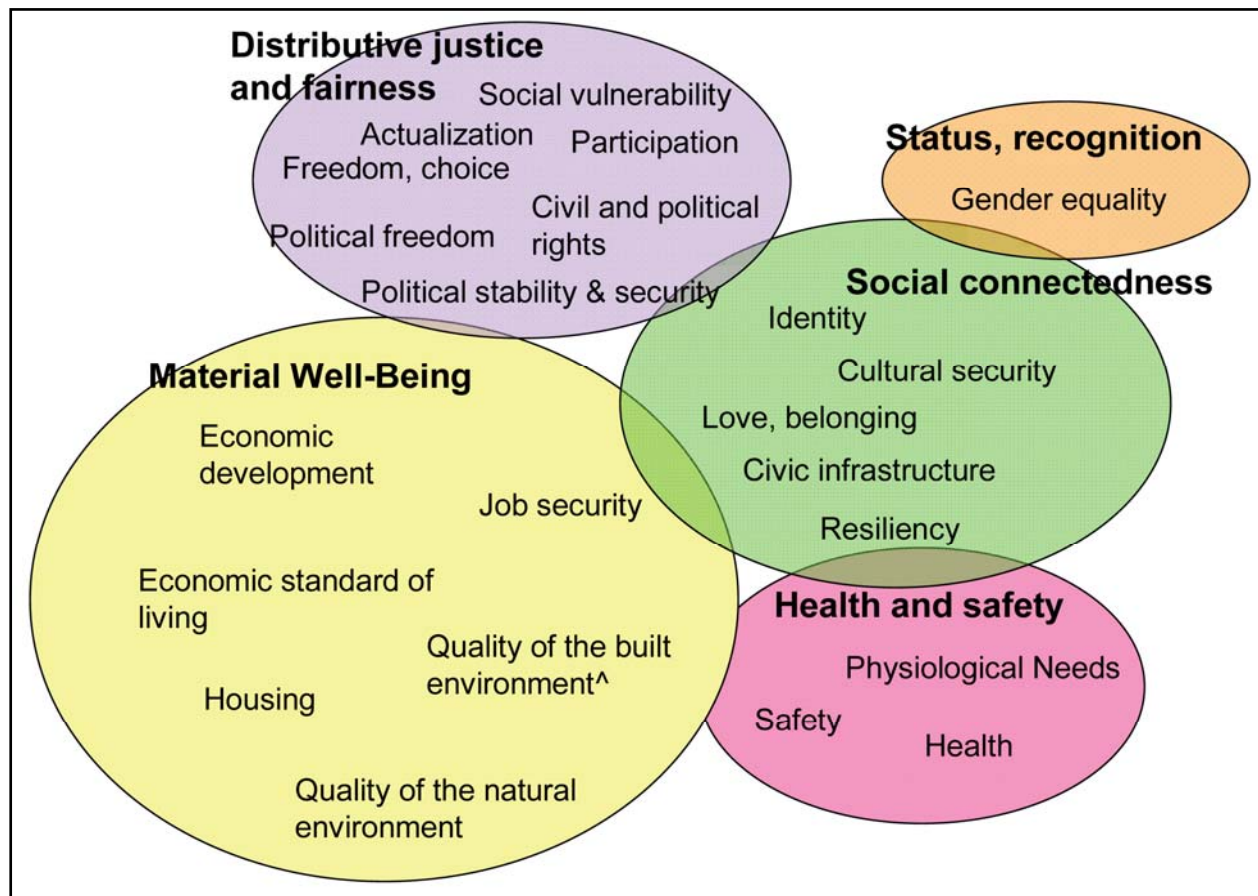 Distributive justice
and fairness
Social vulnerability
Actualization
Participation
Freedom, choice
Civil and political
rights
Political freedom
Political stability & security
Status, recognition
Gender equality
Social connectedness
Identity
Cultural security
Love, belonging
Civic infrastructure
Resiliency
Material Well-Being
Economic
development
Job security
Economic standard of
living
Quality of the built
environment^
Housing
Quality of the natural
environment
Health and safety
Physiological Needs
Safety
Health